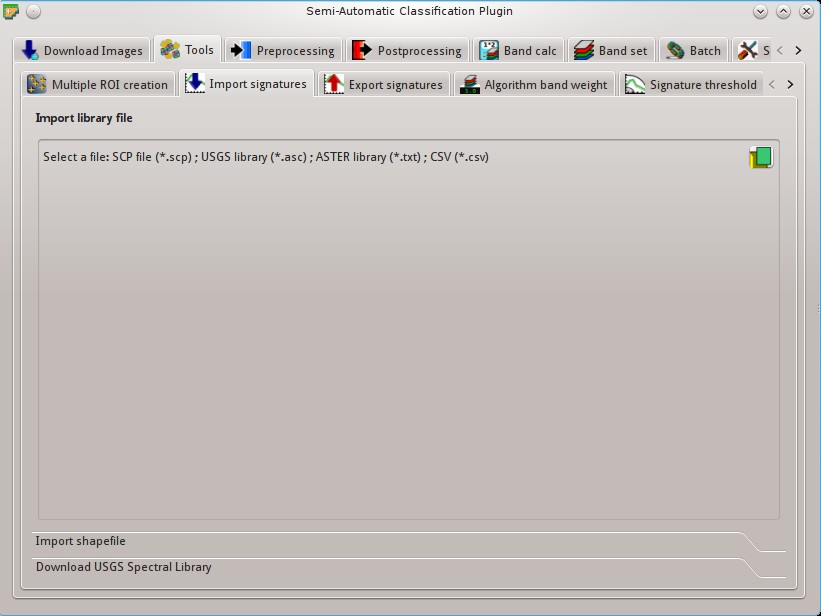 Semi-Automatic Classification Plugin
Download Images Tools Preprocessing Postprocessing Band calc Band set Batch S
Multiple ROI creation Import signatures Export signatures Algorithm band weight Signature threshold
Import library file
Select a file: SCP file (*.scp) ; USGS library (*.asc) ; ASTER library (*.txt) ; CSV (*.csv)
Import shapefile
Download USGS Spectral Library